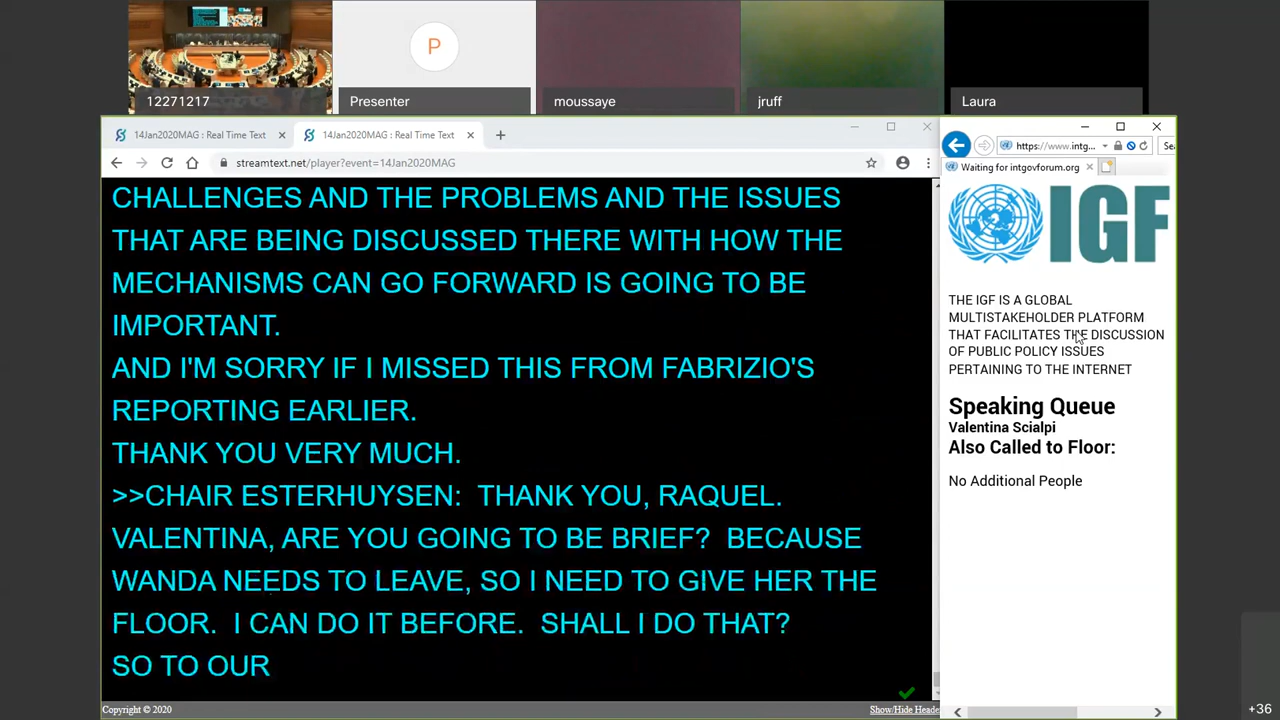 P
12271217
Presenter
moussaye
jruff
Laura
14Jan2020MAG : Real Time Text
14Jan2020MAG : Real Time Text
streamtext.net/player?event=14Jan2020MAG
CHALLENGES AND THE PROBLEMS AND THE ISSUES
THAT ARE BEING DISCUSSED THERE WITH HOW THE
MECHANISMS CAN GO FORWARD IS GOING TO BE
IMPORTANT.
AND I'M SORRY IF I MISSED THIS FROM FABRIZIO'S
REPORTING EARLIER.
THANK YOU VERY MUCH.
>>CHAIR ESTERHUYSEN:  THANK YOU, RAQUEL.
VALENTINA, ARE YOU GOING TO BE BRIEF?  BECAUSE
WANDA NEEDS TO LEAVE, SO I NEED TO GIVE HER THE
FLOOR.  I CAN DO IT BEFORE.  SHALL I DO THAT?
SO TO OUR
Copyright © 2020
Show/Hide Heade
https://www.intg...
Sea
Waiting for intgovforum.org
IGF
THE IGF IS A GLOBAL
MULTISTAKEHOLDER PLATFORM
THAT FACILITATES THE DISCUSSION
OF PUBLIC POLICY ISSUES
PERTAINING TO THE INTERNET
Speaking Queue
Valentina Scialpi
Also Called to Floor:
No Additional People
+36